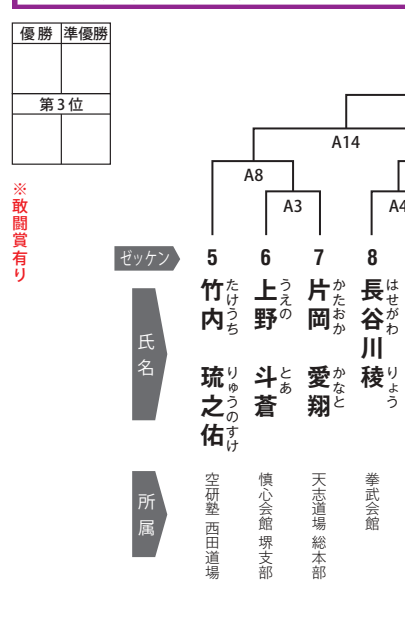 優 勝 準優勝
第３位
※敢闘賞有り
A14
A8
A3
A4
ゼッケン 5 6 7 8
氏名
竹内 琉之佑
たけうち りゅうのすけ
上野 斗蒼
うえの とあ
片岡 愛翔
かたおか かなと
長谷川 稜
はせがわ りょう
所属
空研塾 西田道場
慎心会館 堺支部
天志道場 総本部
拳武会館